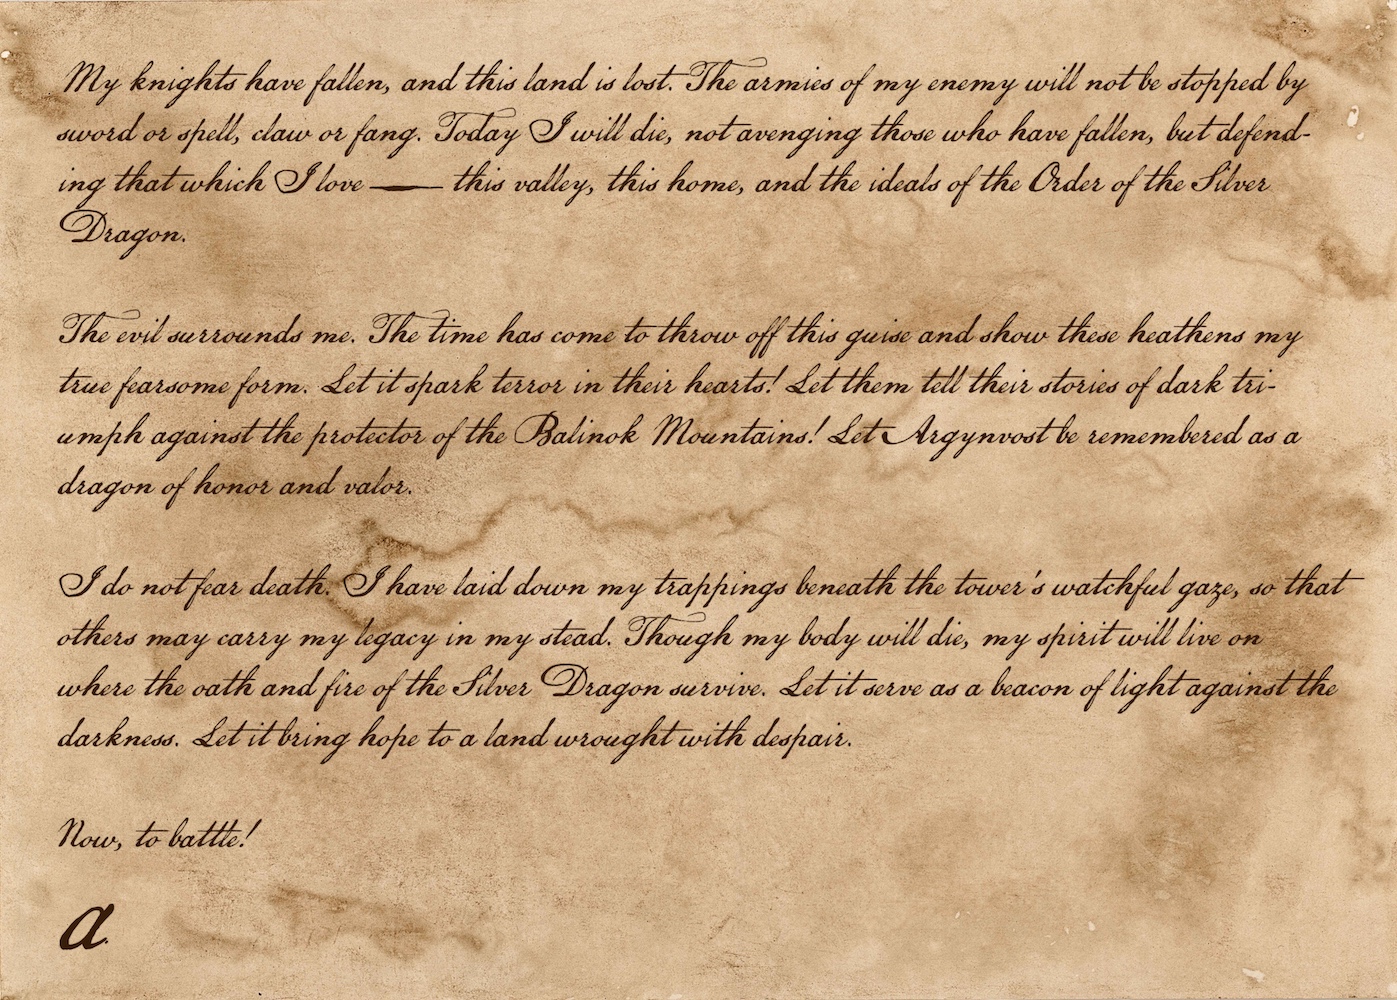 My knights have fallen, and this land is lost. The armies of my enemy will not be stopped by
sword or spell, claw or fang. Today I will die, not avenging those who have fallen, but defend-
ing that which I love — this valley, this home, and the ideals of the Order of the Silver
Dragon.
The evil surrounds me. The time has come to throw off this guise and show these heathens my
true fearsome form. Let it spark terror in their hearts! Let them tell their stories of dark tri-
umph against the protector of the Balinok Mountains! Let Argynvost be remembered as a
dragon of honor and valor.
I do not fear death. I have laid down my trappings beneath the tower's watchful gaze, so that
others may carry my legacy in my stead. Though my body will die, my spirit will live on
where the oath and fire of the Silver Dragon survive. Let it serve as a beacon of light against the
darkness. Let it bring hope to a land wrought with despair.
Now, to battle!
A.